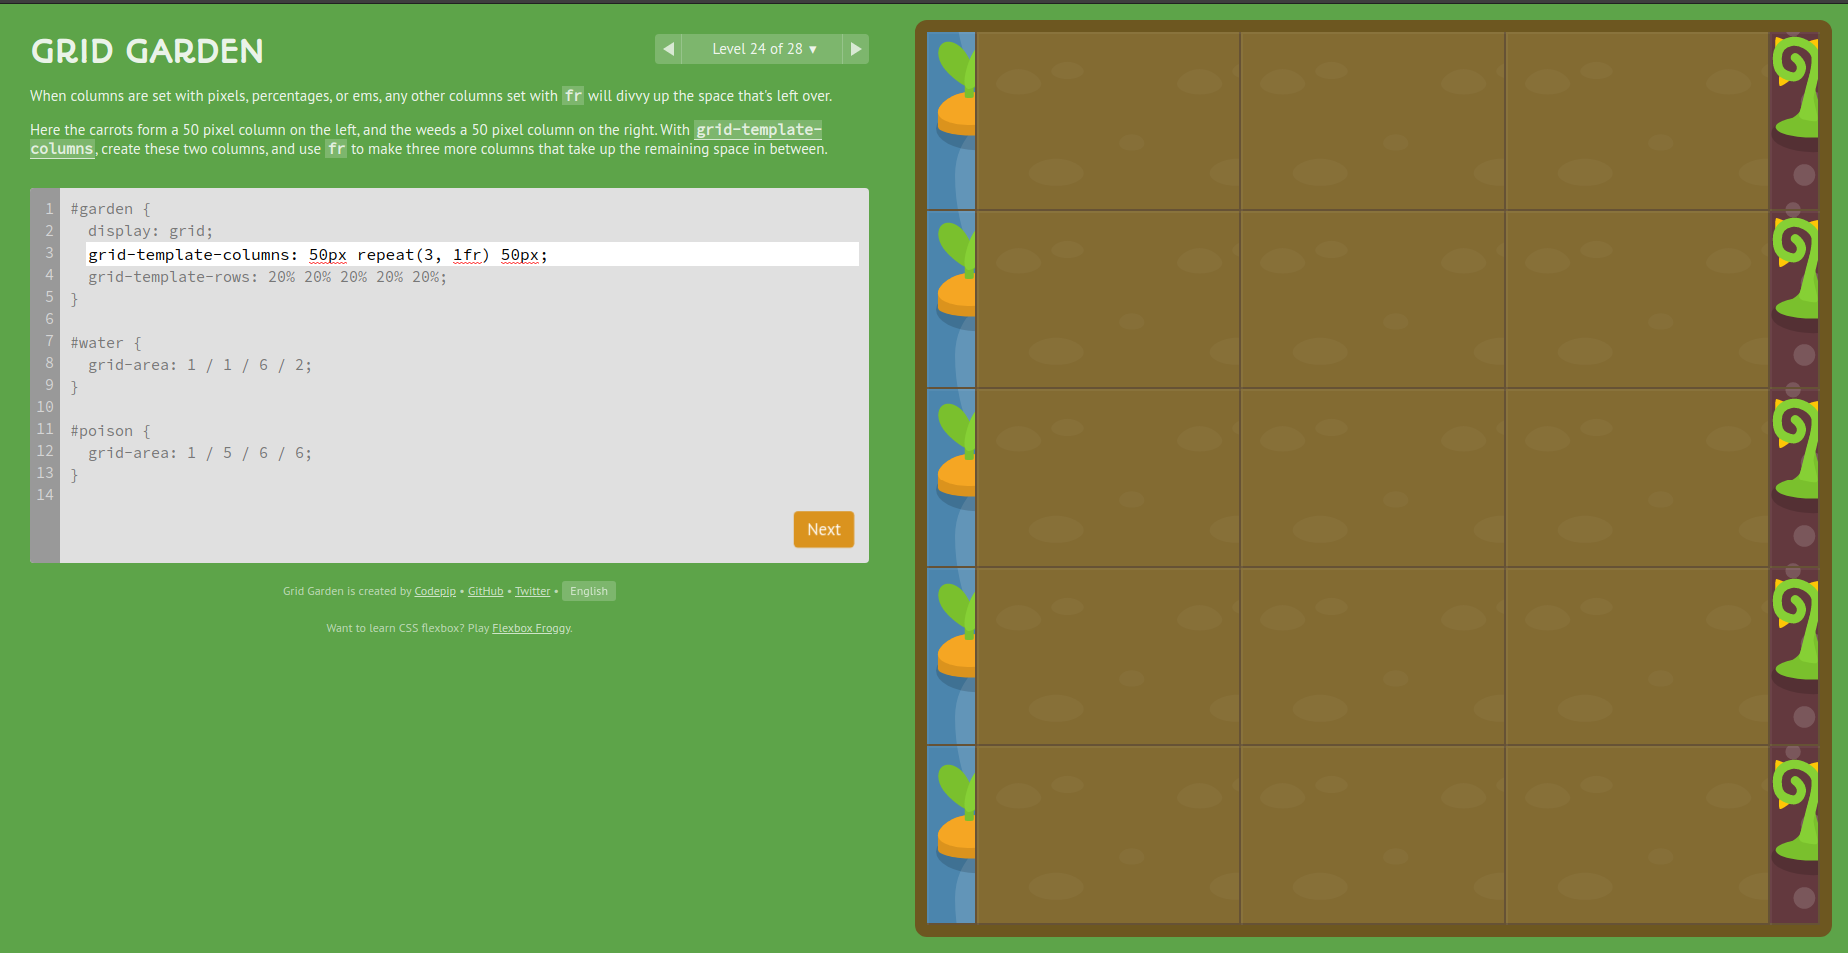 GRID GARDEN
◀ Level 24 of 28 ▼ ▶
When columns are set with pixels, percentages, or ems, any other columns set with fr will divvy up the space that's left over.
Here the carrots form a 50 pixel column on the left, and the weeds a 50 pixel column on the right. With grid-template-
columns, create these two columns, and use fr to make three more columns that take up the remaining space in between.
1 #garden {
2 display: grid;
3 grid-template-columns: 50px repeat(3, 1fr) 50px;
4 grid-template-rows: 20% 20% 20% 20% 20%;
5 }
6
7 #water {
8 grid-area: 1 / 1 / 6 / 2;
9 }
10
11 #poison {
12 grid-area: 1 / 5 / 6 / 6;
13 }
14
Next
Grid Garden is created by Codepip • GitHub • Twitter • English
Want to learn CSS flexbox? Play Flexbox Froggy.